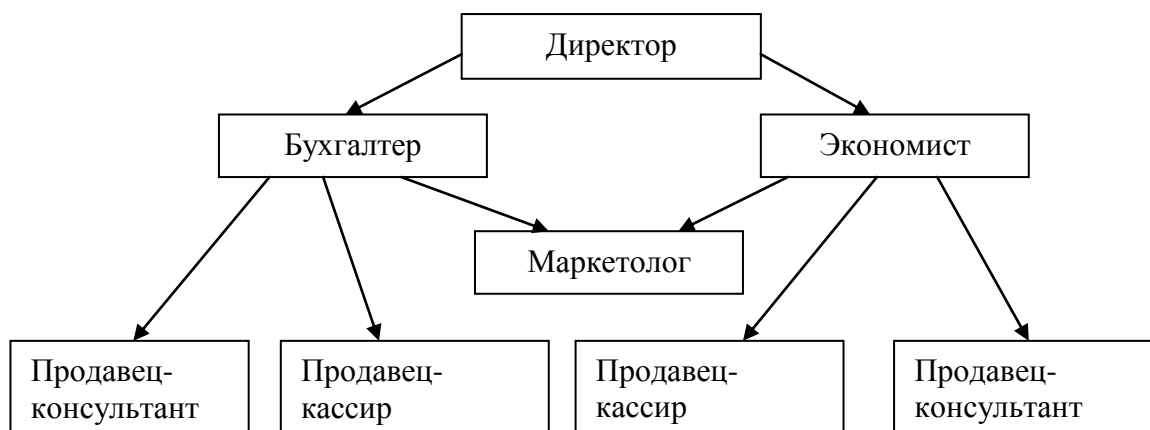 Директор
Бухгалтер
Экономист
Маркетолог
Продавец-
консультант
Продавец-
кассир
Продавец-
кассир
Продавец-
консультант